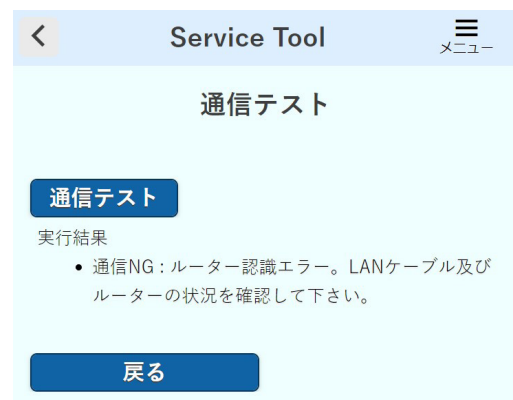 Service Tool
メニュー
通信テスト
通信テスト
実行結果
• 通信NG：ルーター認識エラー。LANケーブル及び
ルーターの状況を確認して下さい。
戻る